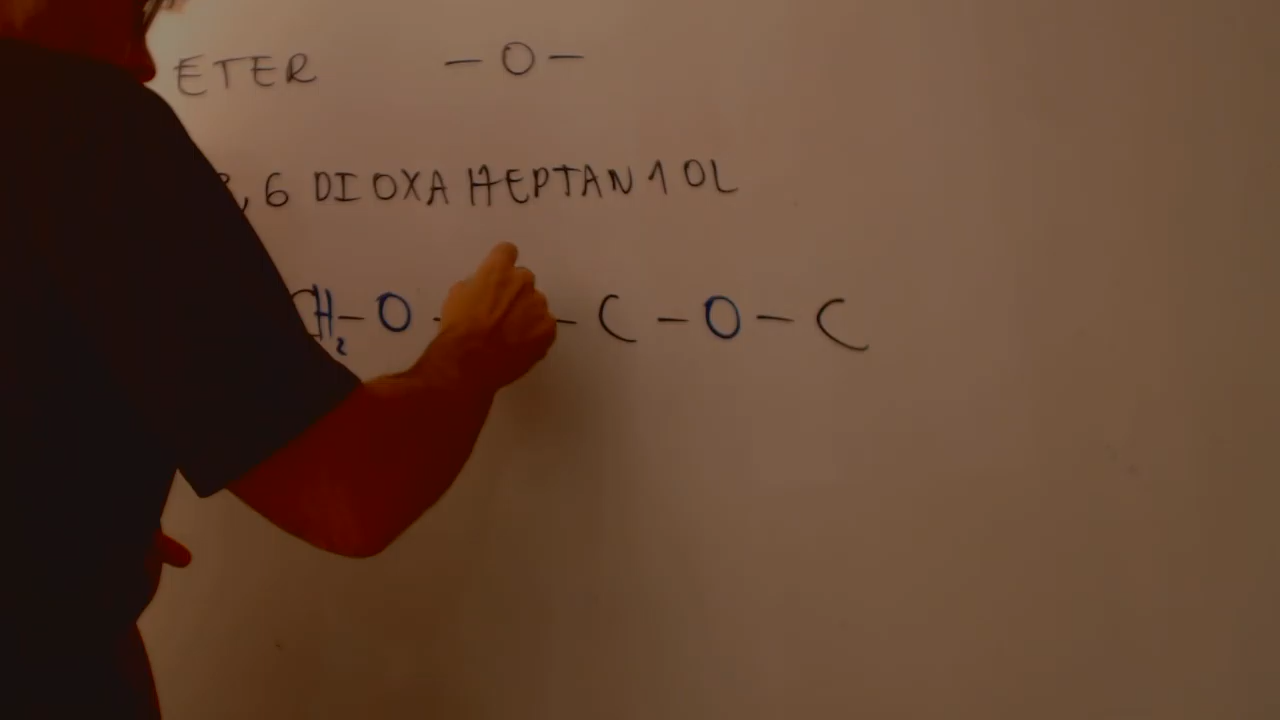 ETER -O-
, 6 DIOXA HEPTAN 1 OL
CH₂-O- -C-O-C